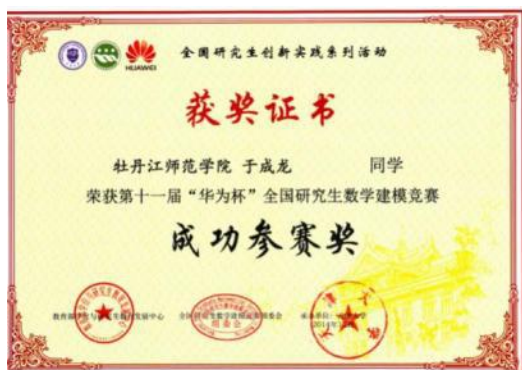 HUAWEI
全国研究生创新实践系列活动
获奖证书
牡丹江师范学院 于成龙 同学
荣获第十一届“华为杯”全国研究生数学建模竞赛
成功参赛奖